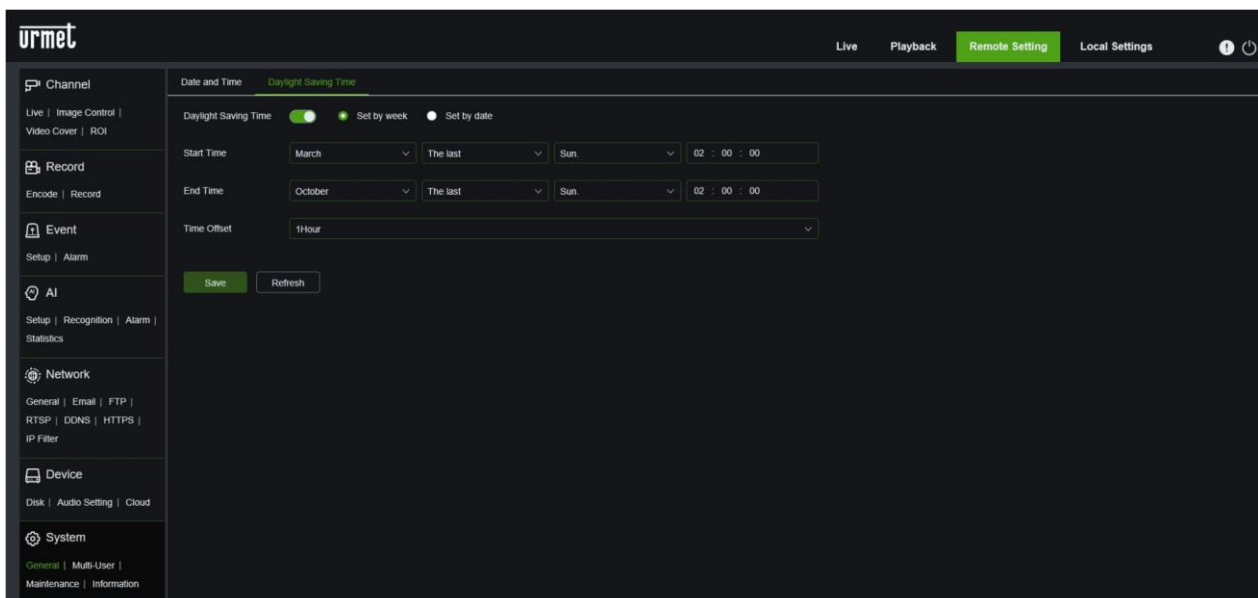 urmet
Live Playback Remote Setting Local Settings
Channel
Live | Image Control |
Video Cover | ROI
Record
Encode | Record
Event
Setup | Alarm
AI
Setup | Recognition | Alarm |
Statistics
Network
General | Email | FTP |
RTSP | DDNS | HTTPS |
IP Filter
Device
Disk | Audio Setting | Cloud
System
General | Multi-User |
Maintenance | Information
Date and Time Daylight Saving Time
Daylight Saving Time Set by week Set by date
Start Time March The last Sun. 02 : 00 : 00
End Time October The last Sun. 02 : 00 : 00
Time Offset 1Hour
Save Refresh